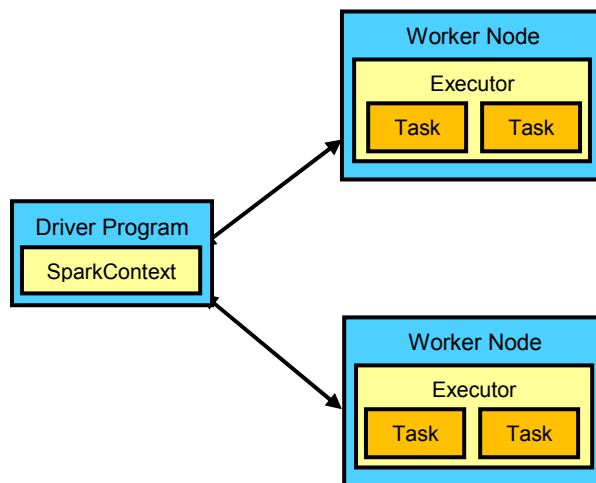 Worker Node
Executor
Task Task
Driver Program
SparkContext
Worker Node
Executor
Task Task